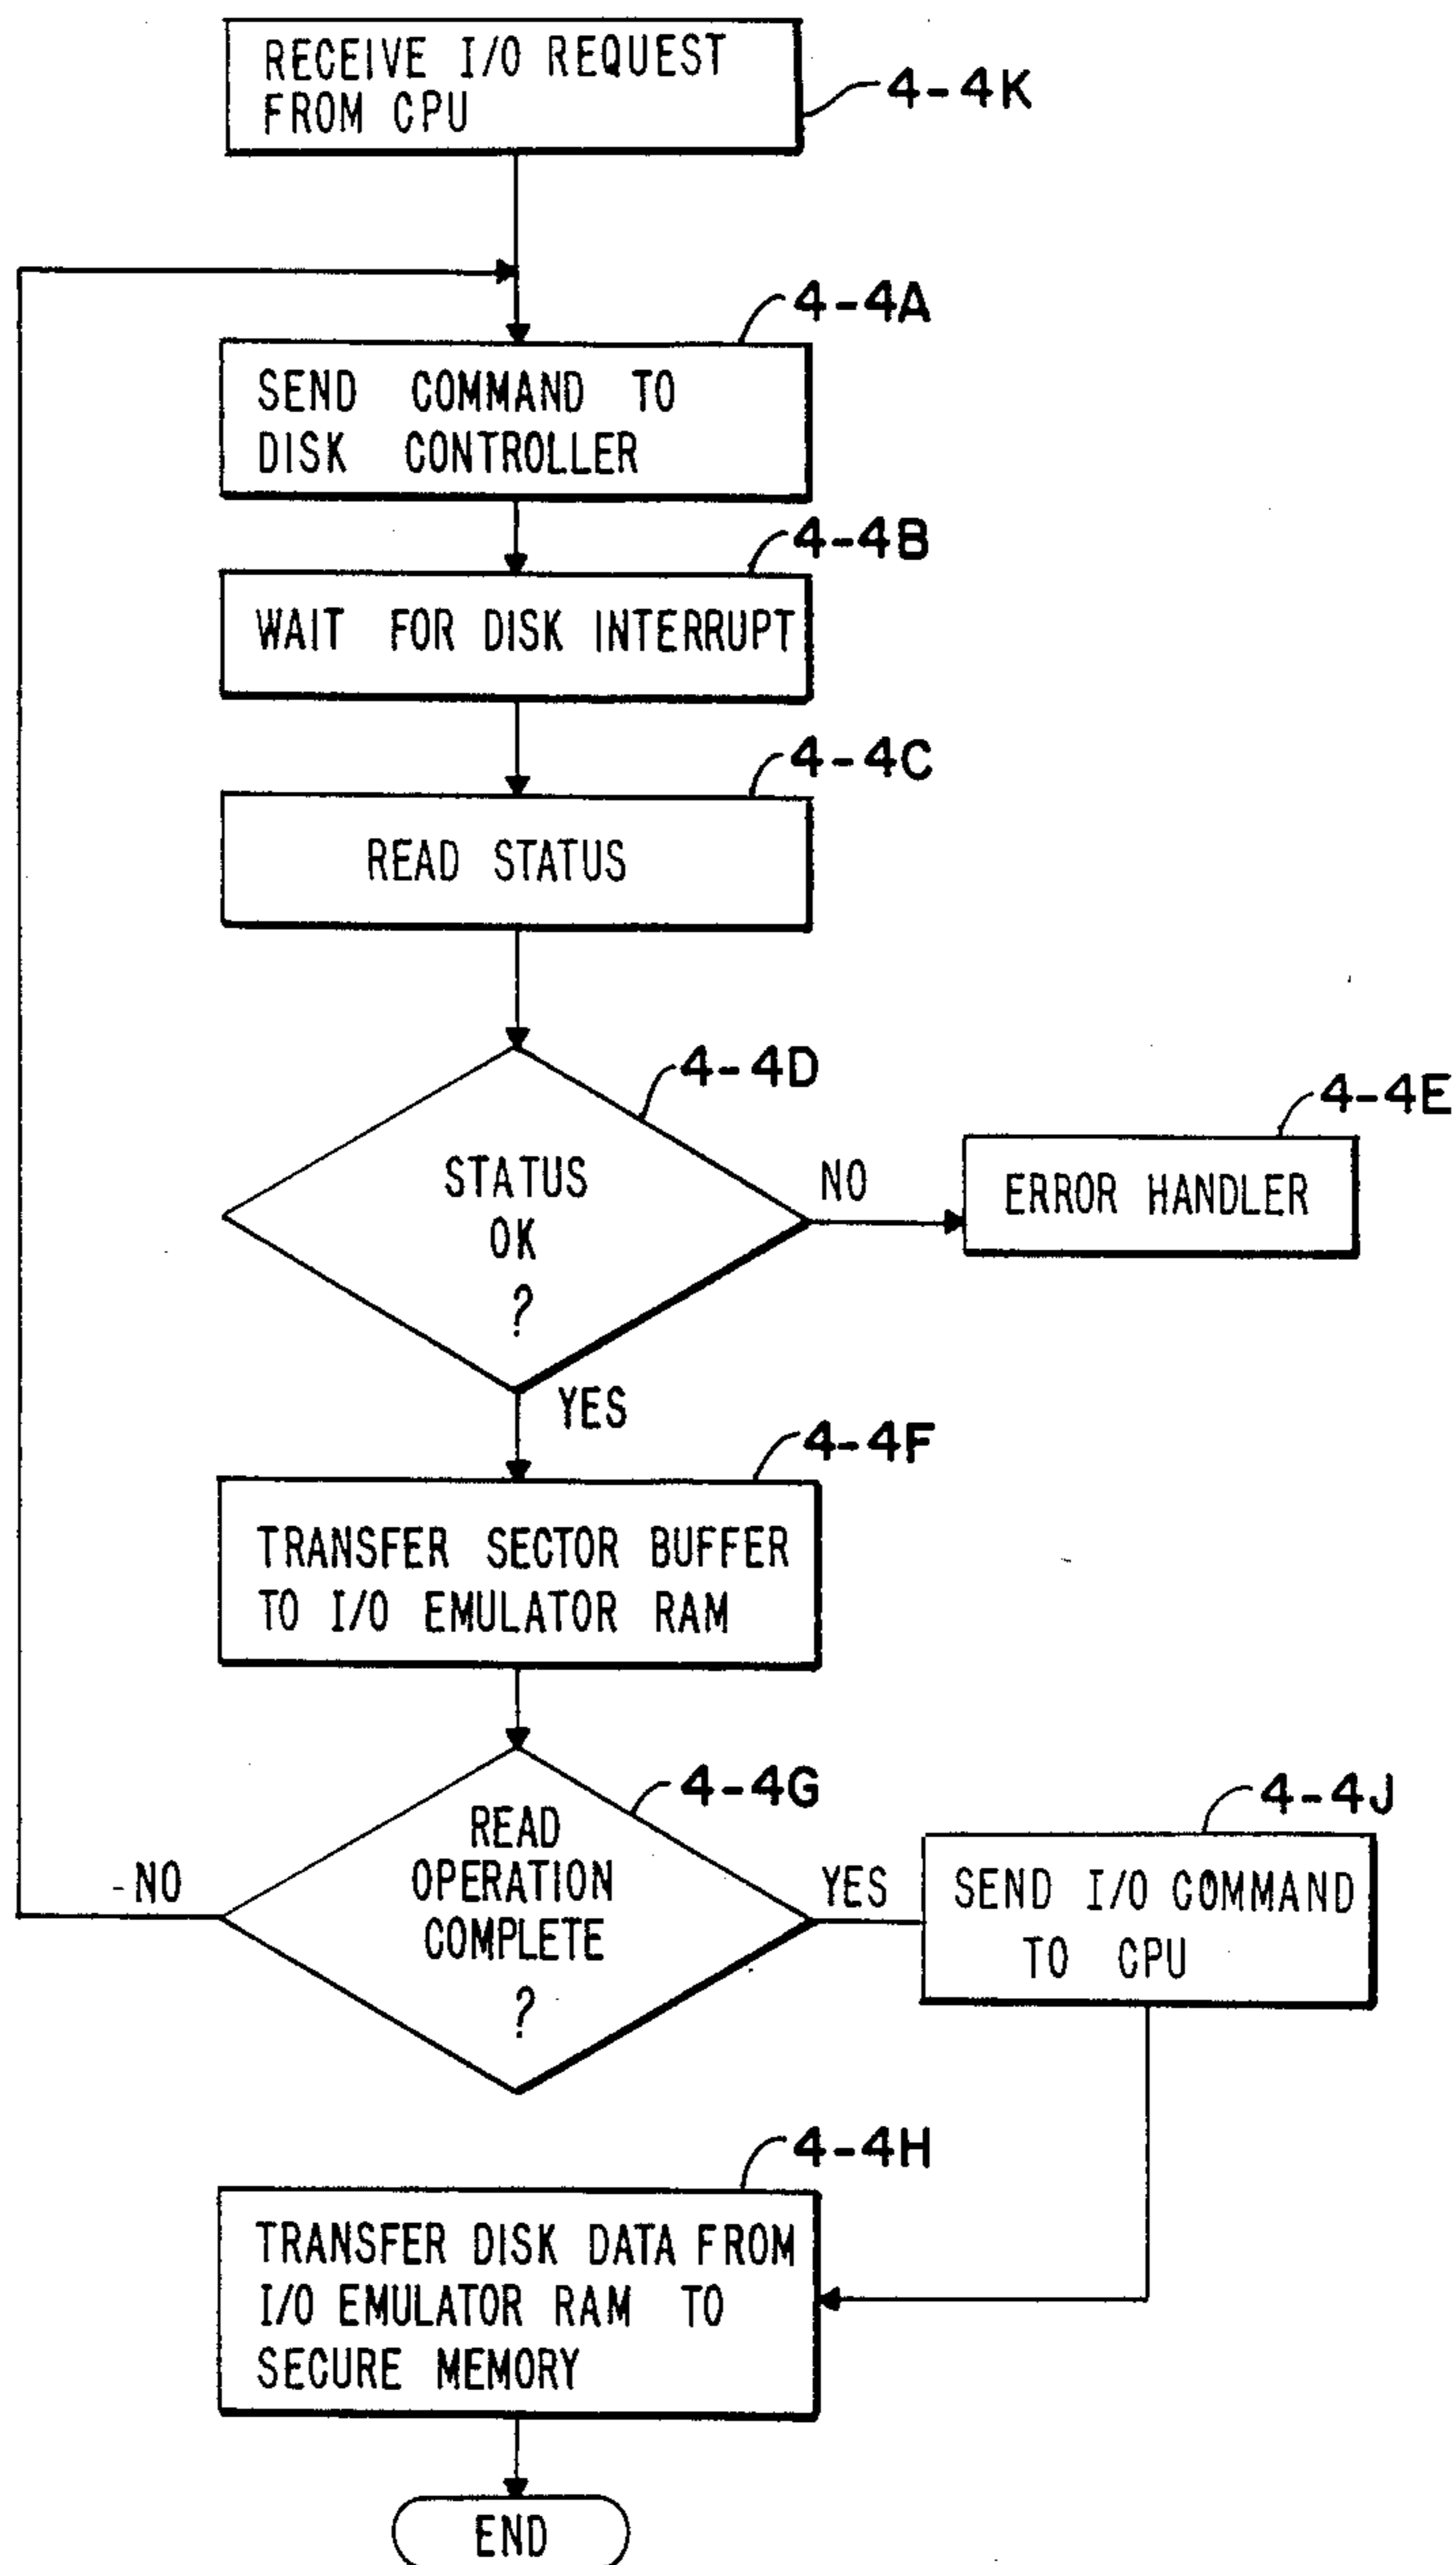 RECEIVE I/O REQUEST
FROM CPU
4-4K
4-4A
SEND COMMAND TO
DISK CONTROLLER
4-4B
WAIT FOR DISK INTERRUPT
4-4C
READ STATUS
4-4D
STATUS
OK
?
NO
4-4E
ERROR HANDLER
YES
4-4F
TRANSFER SECTOR BUFFER
TO I/O EMULATOR RAM
4-4G
READ
OPERATION
COMPLETE
?
NO
YES
4-4J
SEND I/O COMMAND
TO CPU
4-4H
TRANSFER DISK DATA FROM
I/O EMULATOR RAM TO
SECURE MEMORY
END